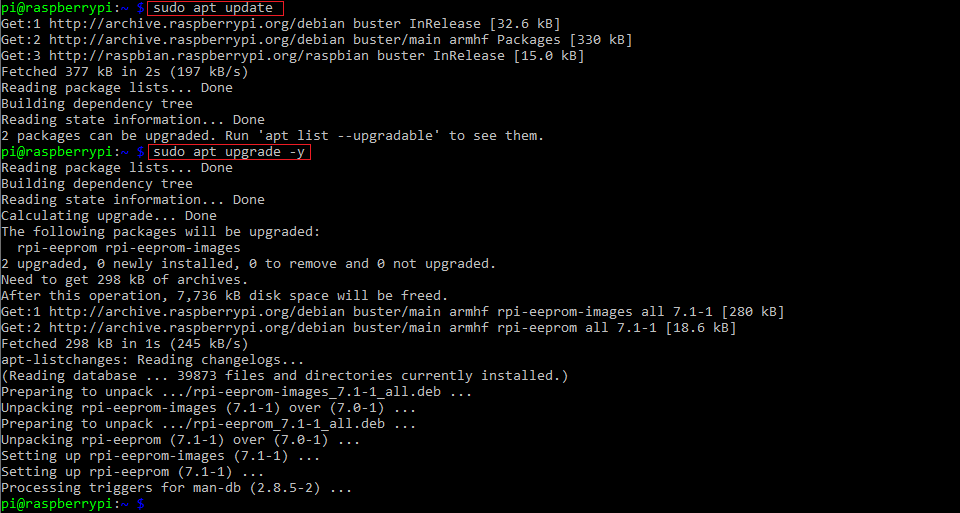 pi@raspberrypi:~ $ sudo apt update
Get:1 http://archive.raspberrypi.org/debian buster InRelease [32.6 kB]
Get:2 http://archive.raspberrypi.org/debian buster/main armhf Packages [330 kB]
Get:3 http://raspbian.raspberrypi.org/raspbian buster InRelease [15.0 kB]
Fetched 377 kB in 2s (197 kB/s)
Reading package lists... Done
Building dependency tree
Reading state information... Done
2 packages can be upgraded. Run 'apt list --upgradable' to see them.
pi@raspberrypi:~ $ sudo apt upgrade -y
Reading package lists... Done
Building dependency tree
Reading state information... Done
Calculating upgrade... Done
The following packages will be upgraded:
  rpi-eeprom rpi-eeprom-images
2 upgraded, 0 newly installed, 0 to remove and 0 not upgraded.
Need to get 298 kB of archives.
After this operation, 7,736 kB disk space will be freed.
Get:1 http://archive.raspberrypi.org/debian buster/main armhf rpi-eeprom-images all 7.1-1 [280 kB]
Get:2 http://archive.raspberrypi.org/debian buster/main armhf rpi-eeprom all 7.1-1 [18.6 kB]
Fetched 298 kB in 1s (245 kB/s)
apt-listchanges: Reading changelogs...
(Reading database ... 39873 files and directories currently installed.)
Preparing to unpack .../rpi-eeprom-images_7.1-1_all.deb ...
Unpacking rpi-eeprom-images (7.1-1) over (7.0-1) ...
Preparing to unpack .../rpi-eeprom_7.1-1_all.deb ...
Unpacking rpi-eeprom (7.1-1) over (7.0-1) ...
Setting up rpi-eeprom-images (7.1-1) ...
Setting up rpi-eeprom (7.1-1) ...
Processing triggers for man-db (2.8.5-2) ...
pi@raspberrypi:~ $